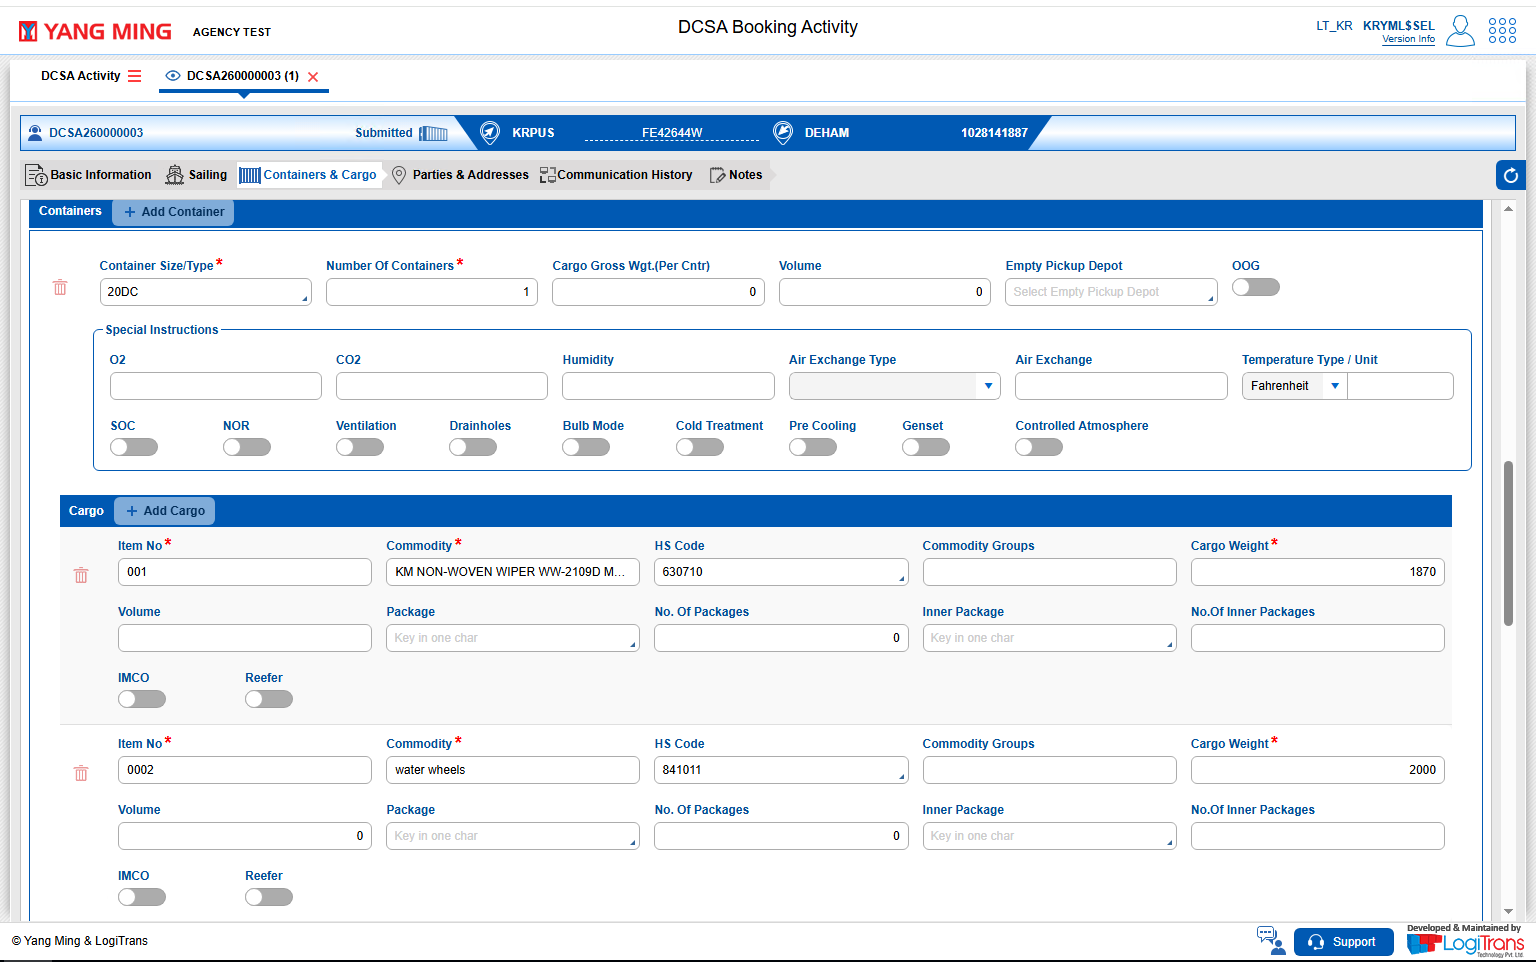 YANG MING
AGENCY TEST
DCSA Booking Activity
LT_KR KRYML$SEL
Version Info
DCSA Activity
DCSA260000003 (1)
DCSA260000003 Submitted KRPUS FE42644W DEHAM 1028141887
Basic Information Sailing Containers & Cargo Parties & Addresses Communication History Notes
Containers + Add Container
Container Size/Type* Number Of Containers* Cargo Gross Wgt.(Per Cntr) Volume Empty Pickup Depot OOG
20DC 1 0 0 Select Empty Pickup Depot
Special Instructions
O2 CO2 Humidity Air Exchange Type Air Exchange Temperature Type / Unit
Fahrenheit
SOC NOR Ventilation Drainholes Bulb Mode Cold Treatment Pre Cooling Genset Controlled Atmosphere
Cargo + Add Cargo
Item No* Commodity* HS Code Commodity Groups Cargo Weight*
001 KM NON-WOVEN WIPER WW-2109D M... 630710 1870
Volume Package No. Of Packages Inner Package No.Of Inner Packages
Key in one char 0 Key in one char
IMCO Reefer
Item No* Commodity* HS Code Commodity Groups Cargo Weight*
0002 water wheels 841011 2000
Volume Package No. Of Packages Inner Package No.Of Inner Packages
0 Key in one char 0 Key in one char
IMCO Reefer
© Yang Ming & LogiTrans
Support
Developed & Maintained by
LogiTrans
Technology Pvt. Ltd.